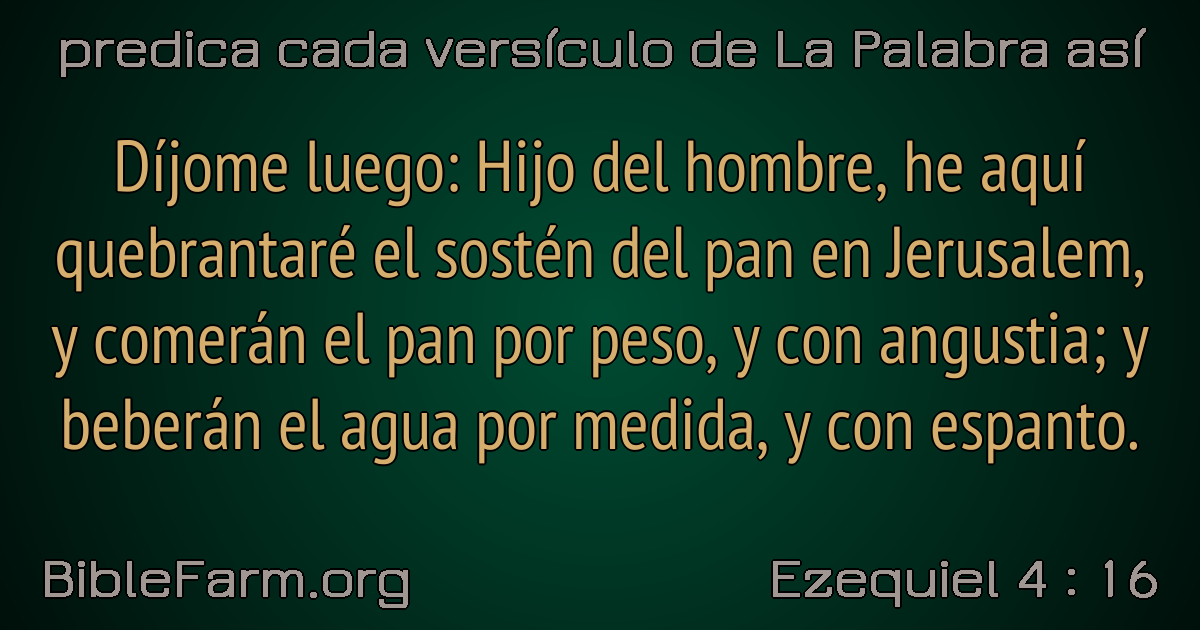 predica cada versículo de La Palabra así
Díjome luego: Hijo del hombre, he aquí
quebrantaré el sostén del pan en Jerusalem,
y comerán el pan por peso, y con angustia; y
beberán el agua por medida, y con espanto.
BibleFarm.org
Ezequiel 4 : 16